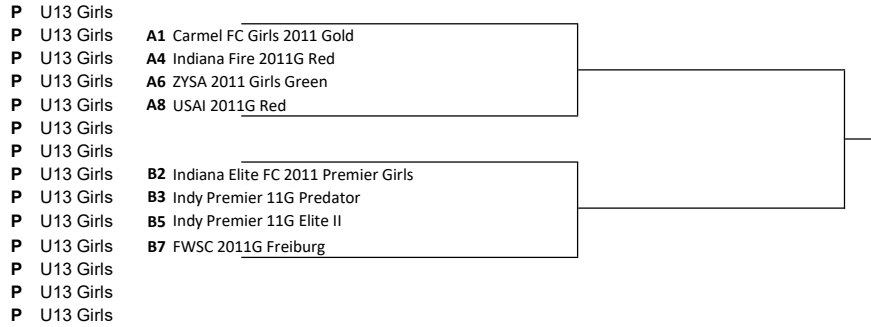 P U13 Girls
P U13 Girls A1 Carmel FC Girls 2011 Gold
P U13 Girls A4 Indiana Fire 2011G Red
P U13 Girls A6 ZYSA 2011 Girls Green
P U13 Girls A8 USAI 2011G Red
P U13 Girls
P U13 Girls
P U13 Girls B2 Indiana Elite FC 2011 Premier Girls
P U13 Girls B3 Indy Premier 11G Predator
P U13 Girls B5 Indy Premier 11G Elite II
P U13 Girls B7 FWSC 2011G Freiburg
P U13 Girls
P U13 Girls
P U13 Girls